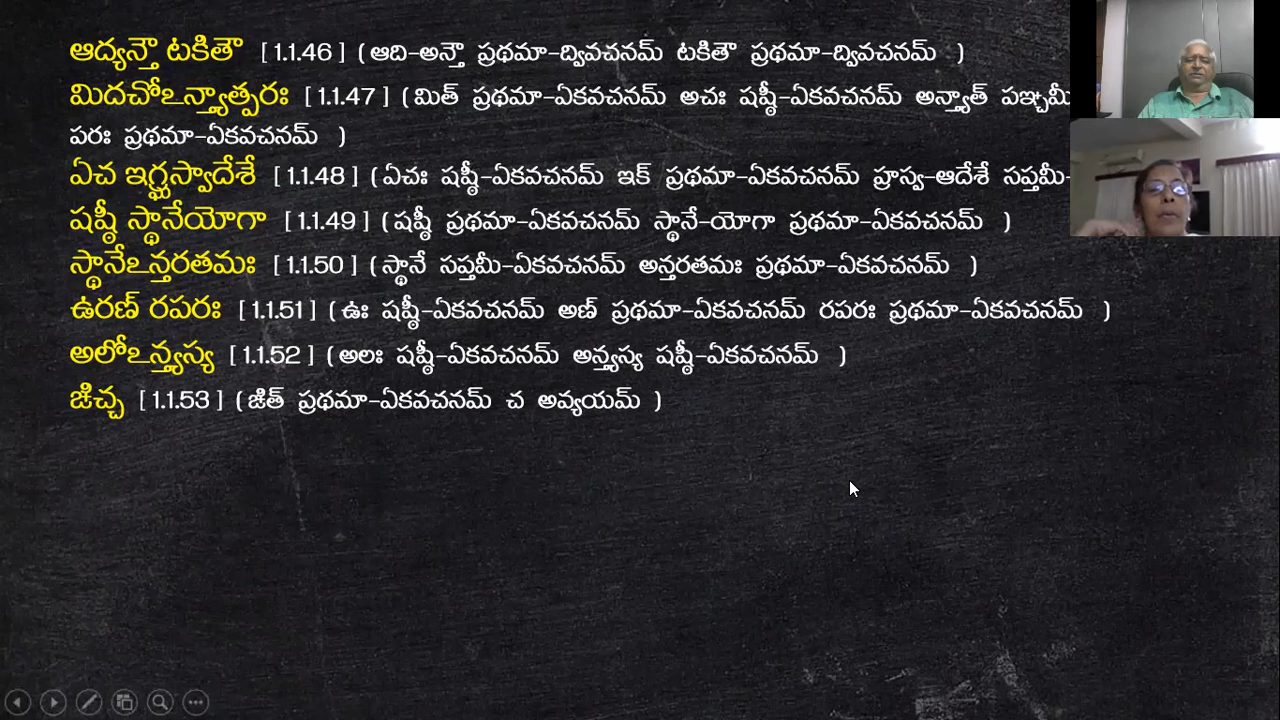 ఆద్యన్తౌ టకితౌ [ 1.1.46 ] ( ఆది-అన్తౌ ప్రథమా-ద్వివచనమ్ టకితౌ ప్రథమా-ద్వివచనమ్ )
మిదచోఽన్త్యాత్పరః [ 1.1.47 ] ( మిత్ ప్రథమా-ఏకవచనమ్ అచః షష్ఠీ-ఏకవచనమ్ అన్త్యాత్ పఞ్చమీ
పరః ప్రథమా-ఏకవచనమ్ )
ఏచ ఇగ్ఘ్రస్వాదేశే [ 1.1.48 ] ( ఏచః షష్ఠీ-ఏకవచనమ్ ఇక్ ప్రథమా-ఏకవచనమ్ హ్రస్వ-ఆదేశే సప్తమీ-
షష్ఠీ స్థానేయోగా [ 1.1.49 ] ( షష్ఠీ ప్రథమా-ఏకవచనమ్ స్థానే-యోగా ప్రథమా-ఏకవచనమ్ )
స్థానేఽన్తరతమః [ 1.1.50 ] ( స్థానే సప్తమీ-ఏకవచనమ్ అన్తరతమః ప్రథమా-ఏకవచనమ్ )
ఉరణ్ రపరః [ 1.1.51 ] ( ఉః షష్ఠీ-ఏకవచనమ్ అణ్ ప్రథమా-ఏకవచనమ్ రపరః ప్రథమా-ఏకవచనమ్ )
అలోఽన్త్యస్య [ 1.1.52 ] ( అలః షష్ఠీ-ఏకవచనమ్ అన్త్యస్య షష్ఠీ-ఏకవచనమ్ )
ఙిచ్చ [ 1.1.53 ] ( ఙిత్ ప్రథమా-ఏకవచనమ్ చ అవ్యయమ్ )